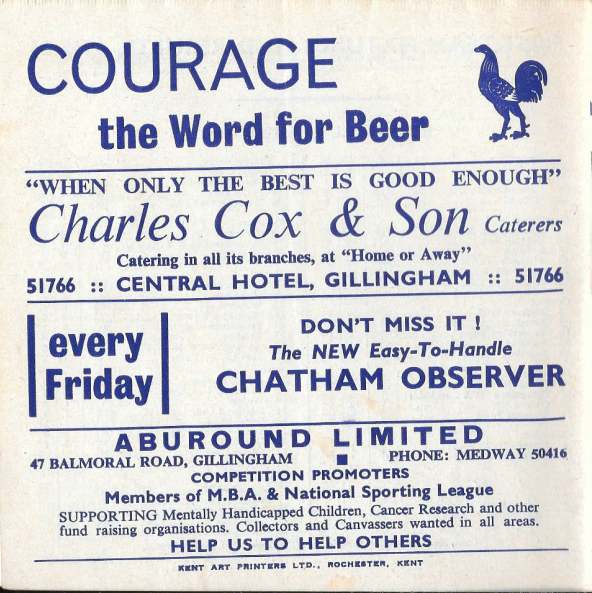 COURAGE
the Word for Beer
"WHEN ONLY THE BEST IS GOOD ENOUGH"
Charles Cox & Son Caterers
Catering in all its branches, at "Home or Away"
51766 :: CENTRAL HOTEL, GILLINGHAM :: 51766
every
Friday
DON'T MISS IT !
The NEW Easy-To-Handle
CHATHAM OBSERVER
ABUROUND LIMITED
47 BALMORAL ROAD, GILLINGHAM ■ PHONE: MEDWAY 50416
COMPETITION PROMOTERS
Members of M.B.A. & National Sporting League
SUPPORTING Mentally Handicapped Children, Cancer Research and other
fund raising organisations. Collectors and Canvassers wanted in all areas.
HELP US TO HELP OTHERS
KENT ART PRINTERS LTD., ROCHESTER, KENT